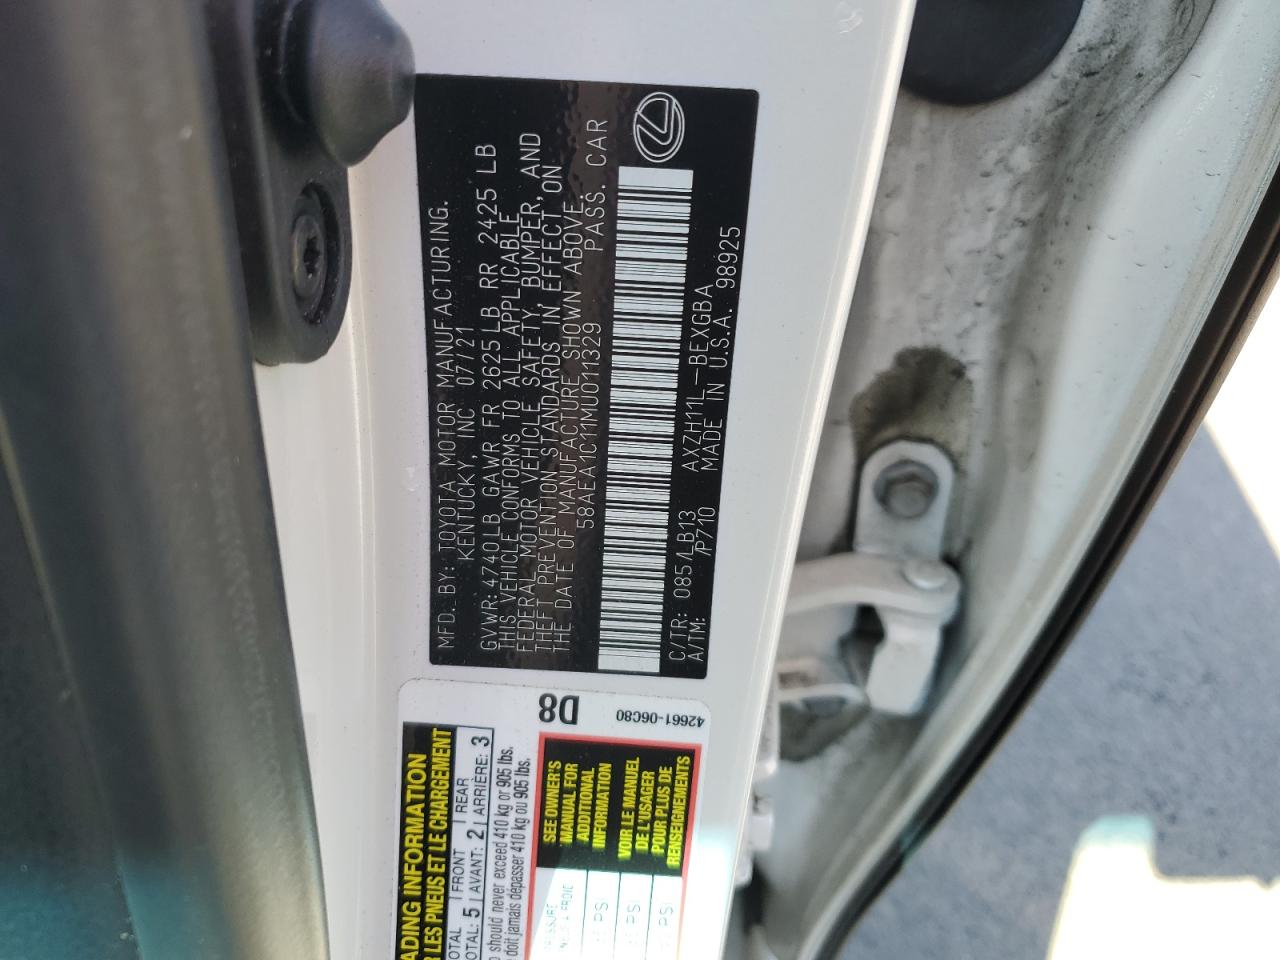 MFD. BY: TOYOTA MOTOR MANUFACTURING.
KENTUCKY, INC 07/21
GVWR: 4740LB GAWR FR 2625LB RR 2425 LB
THIS VEHICLE CONFORMS TO ALL APPLICABLE
FEDERAL MOTOR VEHICLE SAFETY, BUMPER, AND
THEFT PREVENTION STANDARDS IN EFFECT ON
THE DATE OF MANUFACTURE SHOWN ABOVE.
58AEA1C11MU011329 PASS. CAR
C/TR: 085/LB13 AXZH11L-BEXGBA
A/TM: /P710 MADE IN U.S.A. 98925
D8
42661-06C80
ADING INFORMATION
R LES PNEUS ET LE CHARGEMENT
OTAL FRONT REAR
OTAL: 5 AVANT: 2 ARRIÈRE: 3
should never exceed 410 kg or 905 lbs.
doit jamais dépasser 410 kg ou 905 lbs.
SEE OWNER'S
MANUAL FOR
ADDITIONAL
INFORMATION
VOIR LE MANUEL
DE L'USAGER
POUR PLUS DE
RENSEIGNEMENTS
PSI
PSI
PSI